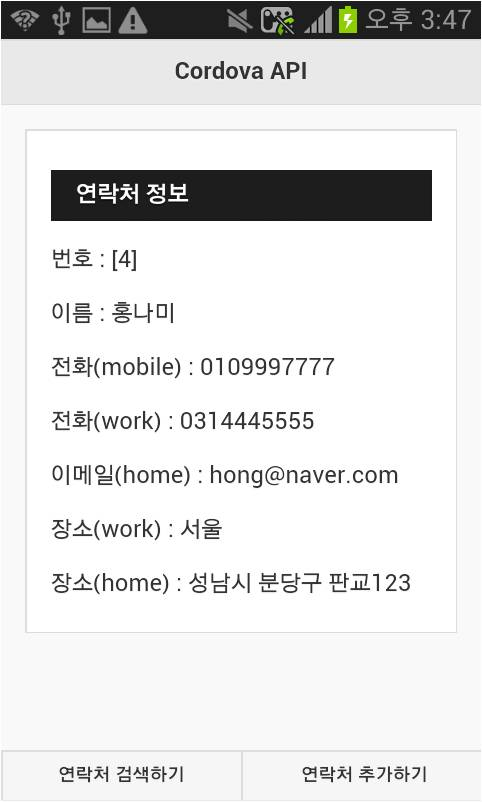 오후 3:47
Cordova API
연락처 정보
번호 : [4]
이름 : 홍나미
전화(mobile) : 0109997777
전화(work) : 0314445555
이메일(home) : hong@naver.com
장소(work) : 서울
장소(home) : 성남시 분당구 판교123
연락처 검색하기
연락처 추가하기